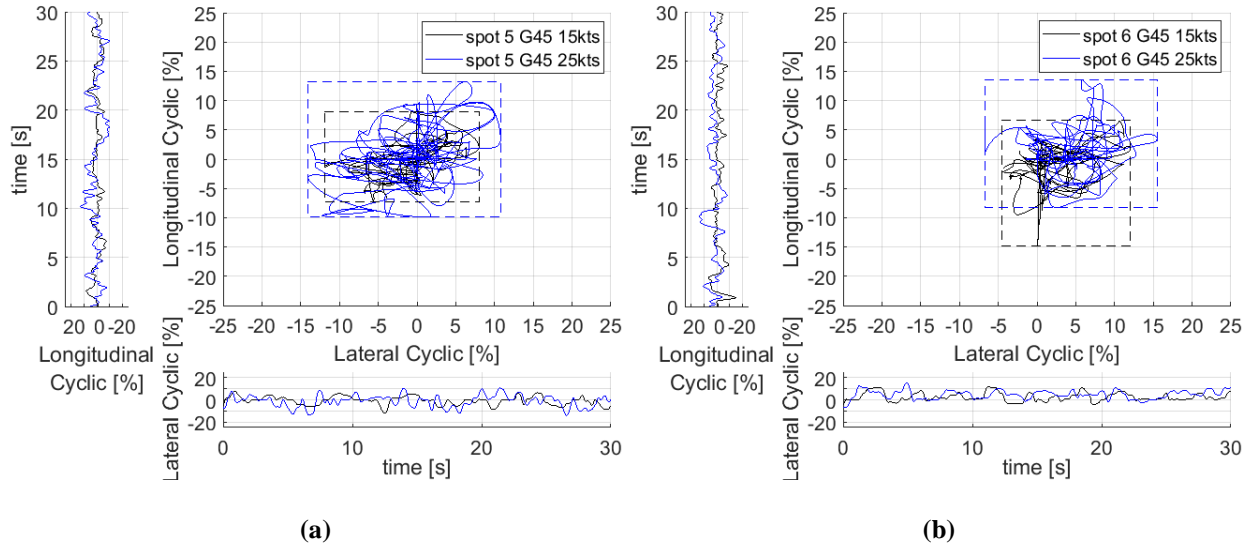 30
25
20
15
10
5
0
time [s]
20 0 -20
Longitudinal
Cyclic [%]
25
20
15
10
5
0
-5
-10
-15
-20
-25
Longitudinal Cyclic [%]
spot 5 G45 15kts
spot 5 G45 25kts
-25 -20 -15 -10 -5 0 5 10 15 20 25
Lateral Cyclic [%]
20
0
-20
Lateral Cyclic [%]
0 10 20 30
time [s]
(a)
30
25
20
15
10
5
0
time [s]
20 0 -20
Longitudinal
Cyclic [%]
25
20
15
10
5
0
-5
-10
-15
-20
-25
Longitudinal Cyclic [%]
spot 6 G45 15kts
spot 6 G45 25kts
-25 -20 -15 -10 -5 0 5 10 15 20 25
Lateral Cyclic [%]
20
0
-20
Lateral Cyclic [%]
0 10 20 30
time [s]
(b)